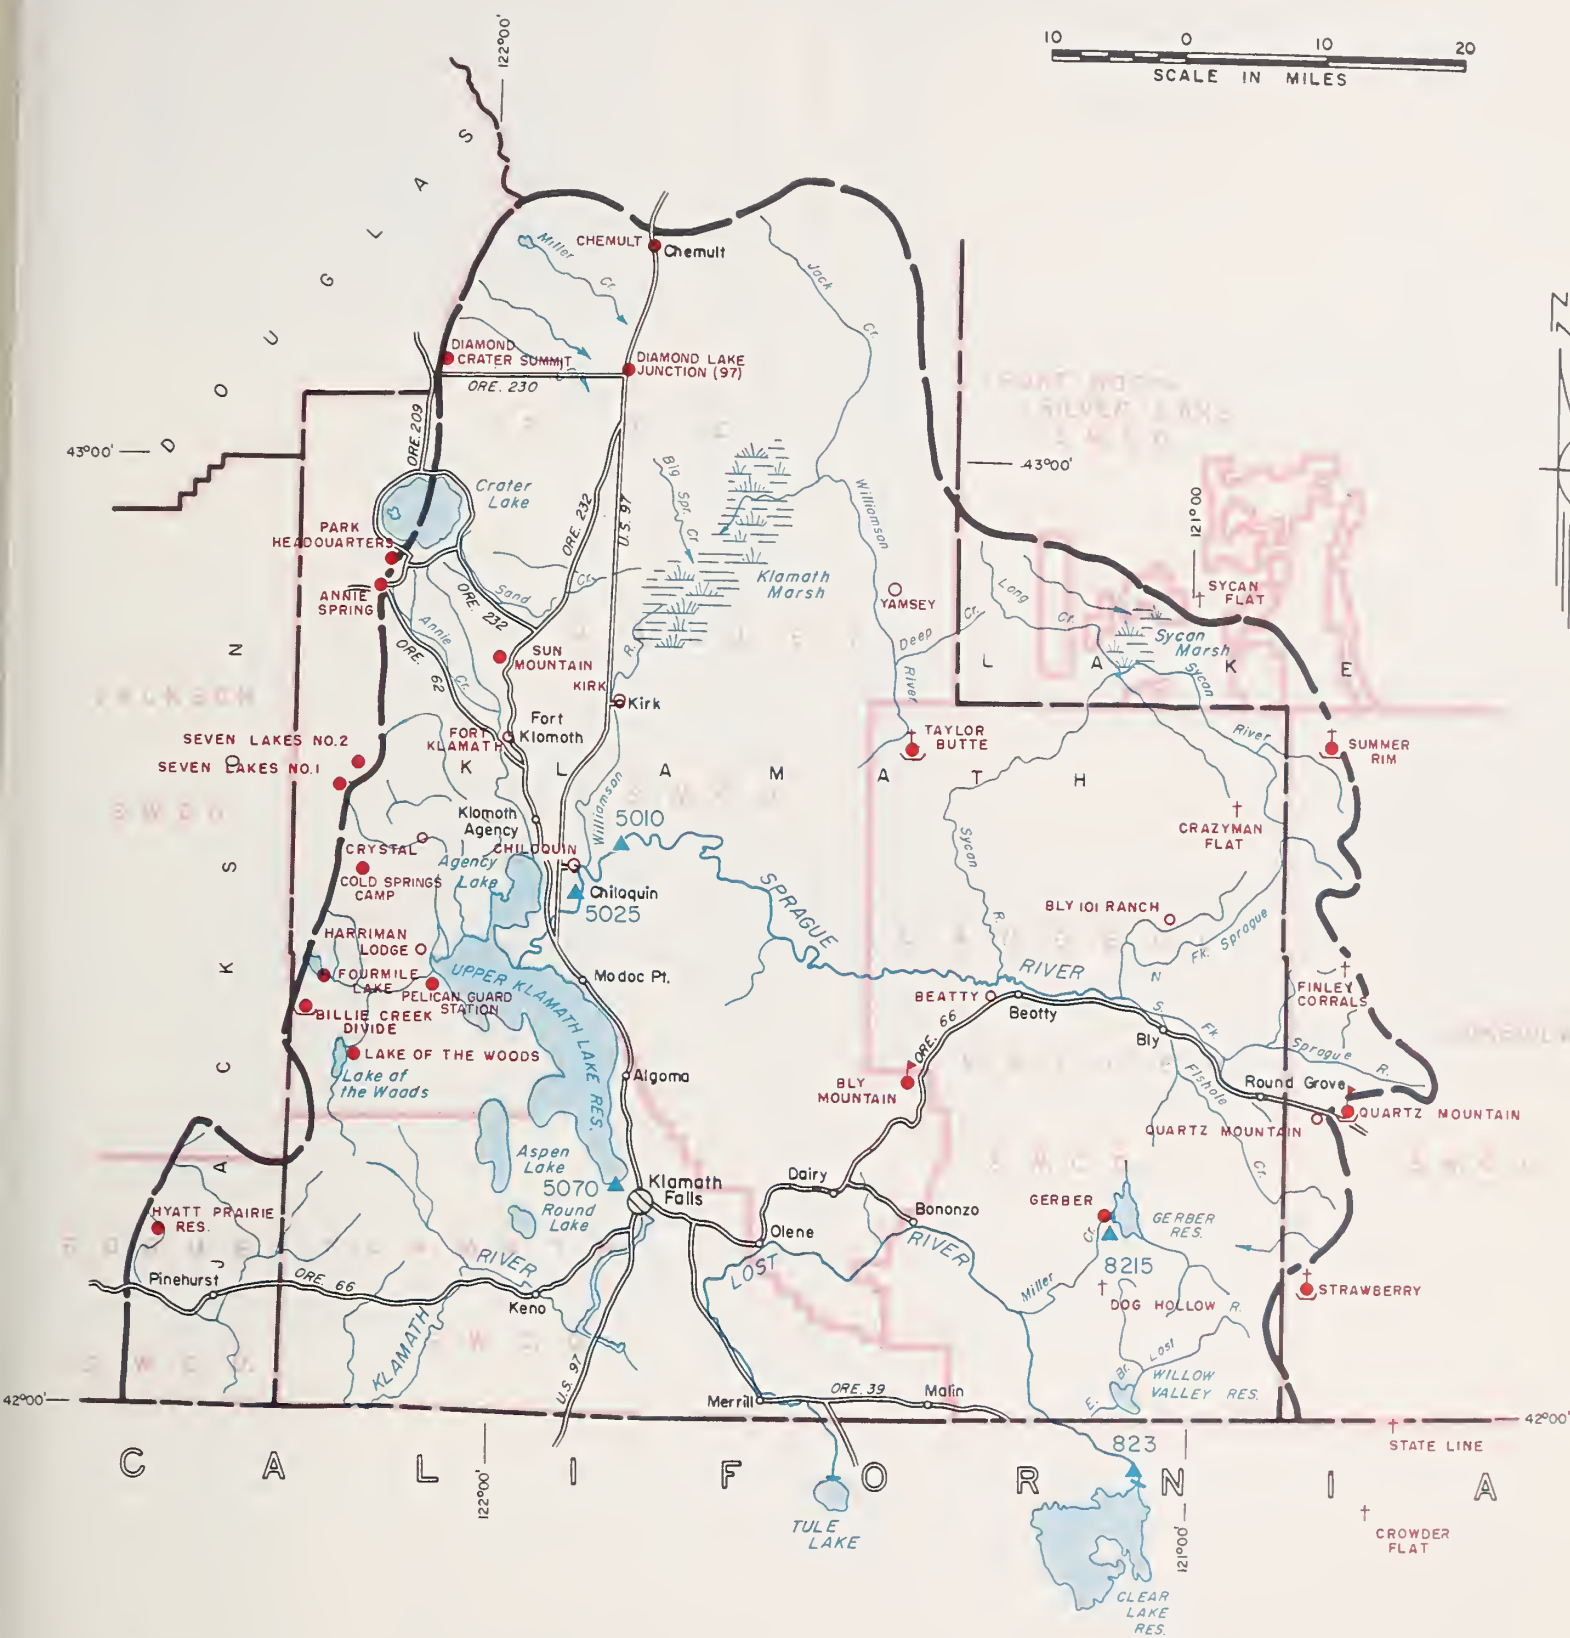 10 0 10 20
SCALE IN MILES
122°00'
N
DOUGLAS
Miller
Cr.
CHEMULT
Chemult
Jack
Cr.
DIAMOND
CRATER SUMMIT
DIAMOND LAKE
JUNCTION (97)
ORE. 230
ORE. 209
43°00'
43°00'
SILVER LAKE
Crater
Lake
Big
Spr.
Cr.
ORE. 232
U.S. 97
Williamson
121°00
PARK
HEADQUARTERS
Klamath
Marsh
ANNIE
SPRING
Sand
Cr.
ORE. 232
YAMSEY
Long
Cr.
SYCAN
FLAT
Annie
Cr.
ORE.
62
SUN
MOUNTAIN
R.
Deep
Cr.
River
Sycan
Marsh
Sycan
River
LAKE
KIRK
Kirk
JACKSON
SEVEN LAKES NO.2
SEVEN LAKES NO.1
FORT
KLAMATH
Fort
Klamath
TAYLOR
BUTTE
SUMMER
RIM
KLAMATH
S W C D
Klamath
Agency
Williamson
5010
CRAZYMAN
FLAT
CRYSTAL
Agency
Lake
CHILOQUIN
COLD SPRINGS
CAMP
Chiloquin
5025
SPRAGUE
Sycan
R.
BLY 101 RANCH
HARRIMAN
LODGE
N
Fk. Sprague
FOURMILE
LAKE
UPPER KLAMATH LAKE RES.
Modoc Pt.
RIVER
FINLEY
CORRALS
PELICAN GUARD
STATION
BEATTY
Beatty
BILLIE CREEK
DIVIDE
ORE. 66
S.
Fk.
Sprague
R.
Bly
LAKE OF THE WOODS
Lake of
the Woods
Algoma
BLY
MOUNTAIN
Fishole
Cr.
Round Grove
QUARTZ MOUNTAIN
QUARTZ MOUNTAIN
JACKSON
Aspen
Lake
5070
Klamath
Falls
Dairy
S W C D
HYATT PRAIRIE
RES.
Round
Lake
Olene
Bononzo
GERBER
GERBER
RES.
Cr.
8215
LOST
RIVER
Pinehurst
ORE. 66
RIVER
Keno
Miller
DOG HOLLOW
R.
STRAWBERRY
KLAMATH
U.S. 97
Lost
Br.
E.
WILLOW
VALLEY RES.
42°00'
Merrill
ORE. 39
Malin
42°00'
823
STATE LINE
CALIFORNIA
122°00'
TULE
LAKE
121°00'
CROWDER
FLAT
CLEAR
LAKE
RES.